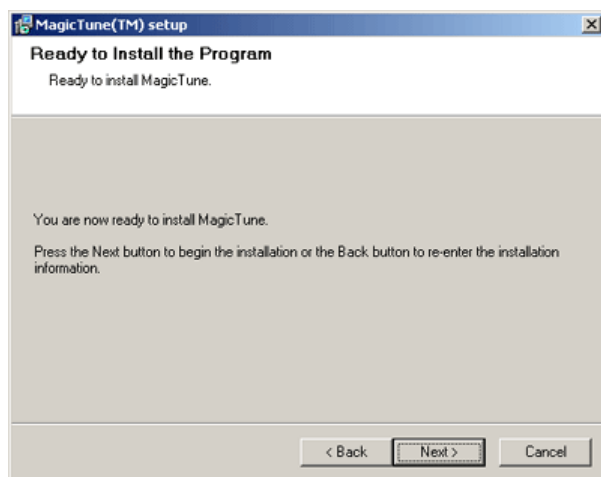 MagicTune(TM) setup
Ready to Install the Program
Ready to install MagicTune.
You are now ready to install MagicTune.
Press the Next button to begin the installation or the Back button to re-enter the installation
information.
< Back
Next >
Cancel